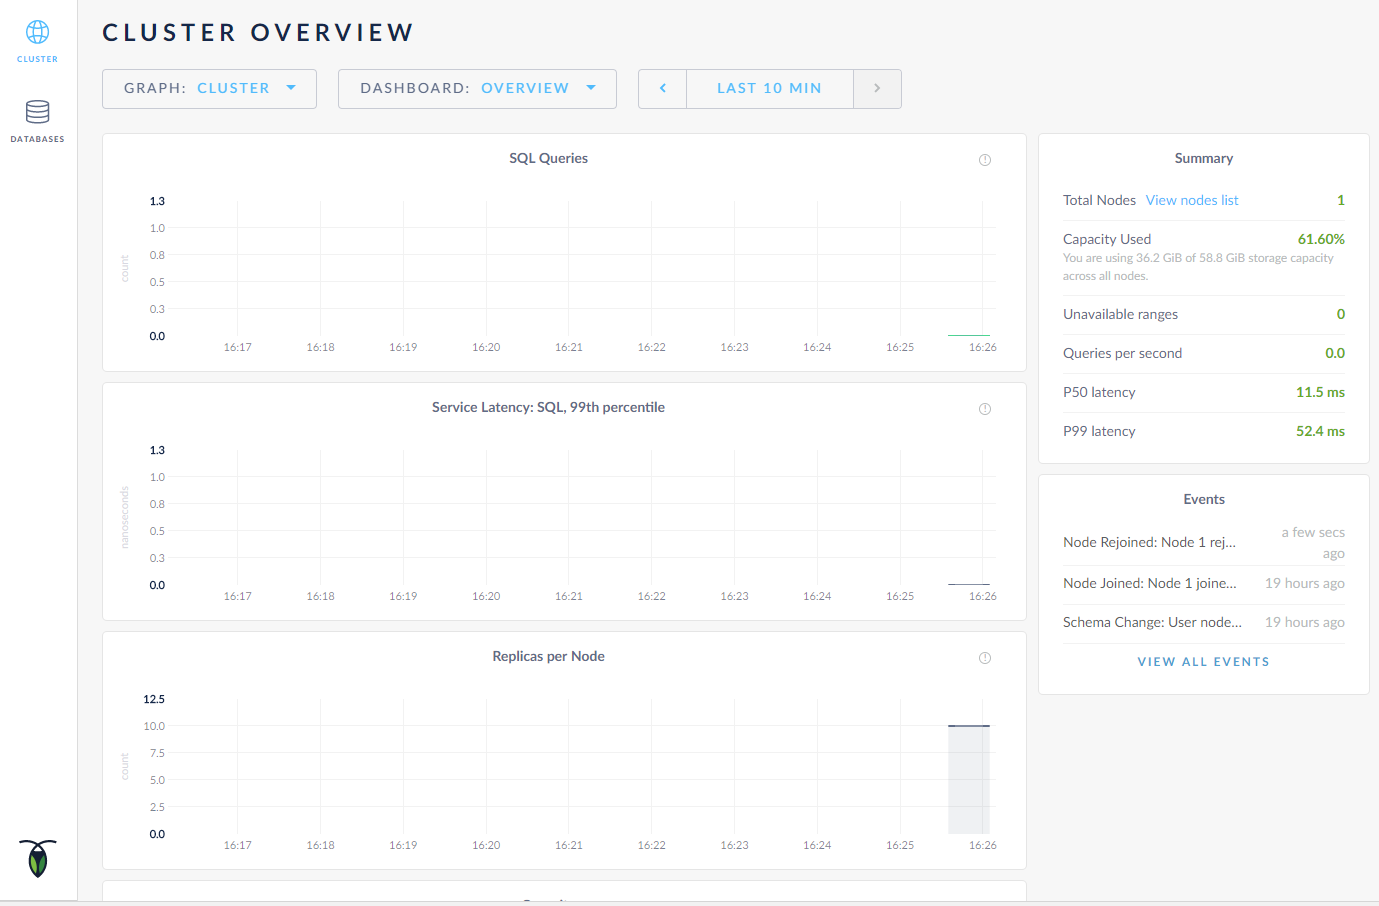 CLUSTER OVERVIEW
CLUSTER
DATABASES
GRAPH: CLUSTER
DASHBOARD: OVERVIEW
LAST 10 MIN
SQL Queries
count
1.3
1.0
0.8
0.5
0.3
0.0
16:17 16:18 16:19 16:20 16:21 16:22 16:23 16:24 16:25 16:26
Service Latency: SQL, 99th percentile
nanoseconds
1.3
1.0
0.8
0.5
0.3
0.0
16:17 16:18 16:19 16:20 16:21 16:22 16:23 16:24 16:25 16:26
Replicas per Node
count
12.5
10.0
7.5
5.0
2.5
0.0
16:17 16:18 16:19 16:20 16:21 16:22 16:23 16:24 16:25 16:26
Summary
Total Nodes View nodes list 1
Capacity Used 61.60%
You are using 36.2 GiB of 58.8 GiB storage capacity
across all nodes.
Unavailable ranges 0
Queries per second 0.0
P50 latency 11.5 ms
P99 latency 52.4 ms
Events
Node Rejoined: Node 1 rej... a few secs
ago
Node Joined: Node 1 joine... 19 hours ago
Schema Change: User node... 19 hours ago
VIEW ALL EVENTS